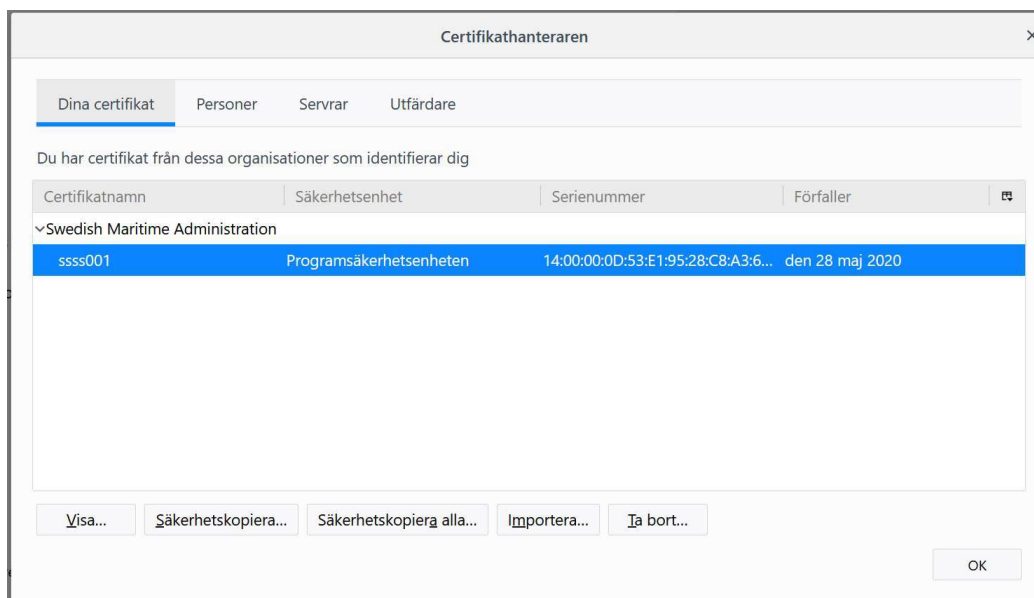 Certifikathanteraren
Dina certifikat Personer Servrar Utfärdare
Du har certifikat från dessa organisationer som identifierar dig
Certifikatnamn Säkerhetsenhet Serienummer Förfaller
Swedish Maritime Administration
ssss001 Programsäkerhetsenheten 14:00:00:0D:53:E1:95:28:C8:A3:6... den 28 maj 2020
Visa... Säkerhetskopiera... Säkerhetskopiera alla... Importera... Ta bort...
OK